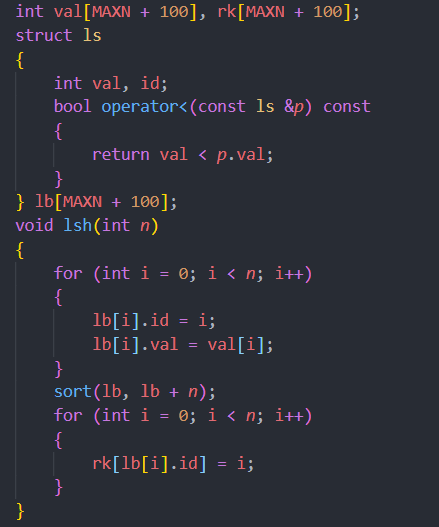 int val[MAXN + 100], rk[MAXN + 100];
struct ls
{
    int val, id;
    bool operator<(const ls &p) const
    {
        return val < p.val;
    }
} lb[MAXN + 100];
void lsh(int n)
{
    for (int i = 0; i < n; i++)
    {
        lb[i].id = i;
        lb[i].val = val[i];
    }
    sort(lb, lb + n);
    for (int i = 0; i < n; i++)
    {
        rk[lb[i].id] = i;
    }
}